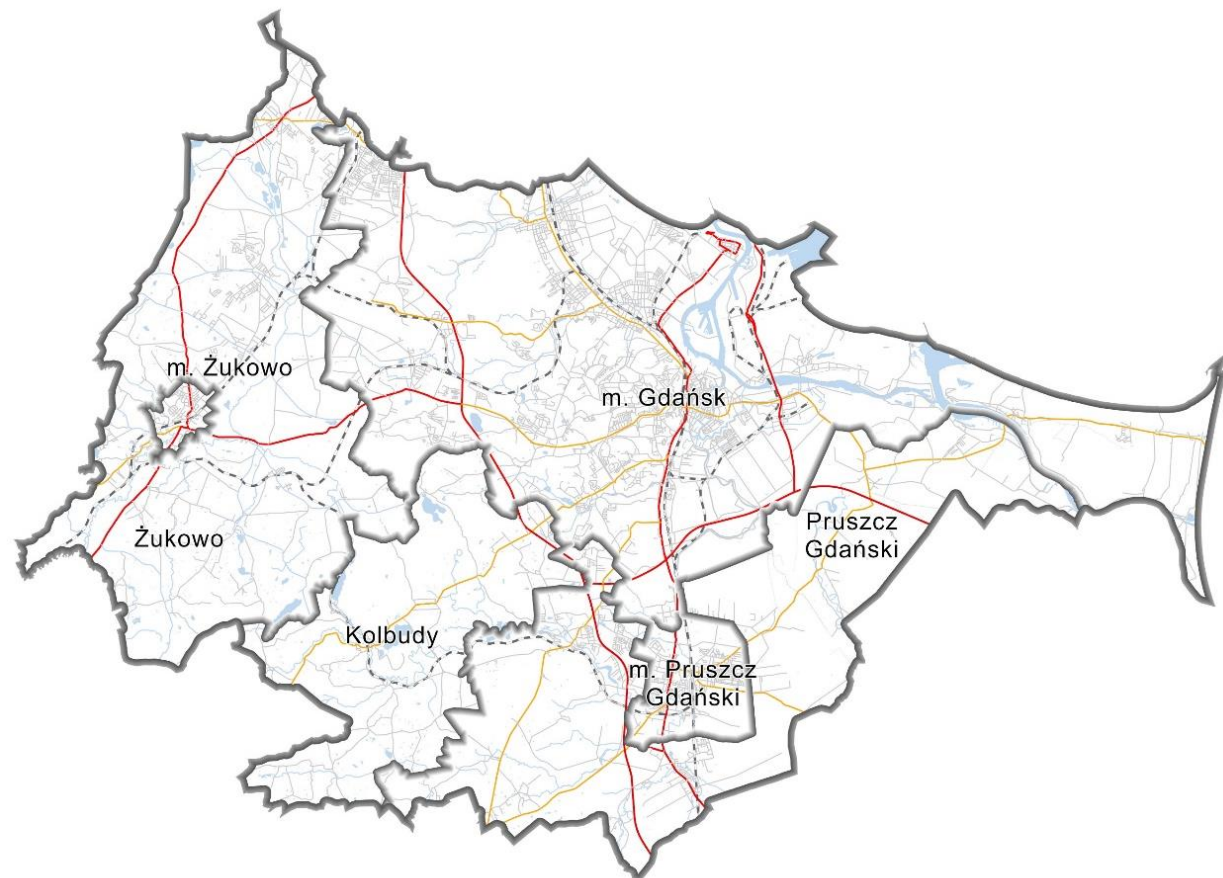 m. Żukowo
m. Gdańsk
Żukowo
Pruszcz
Gdański
Kolbudy
m. Pruszcz
Gdański